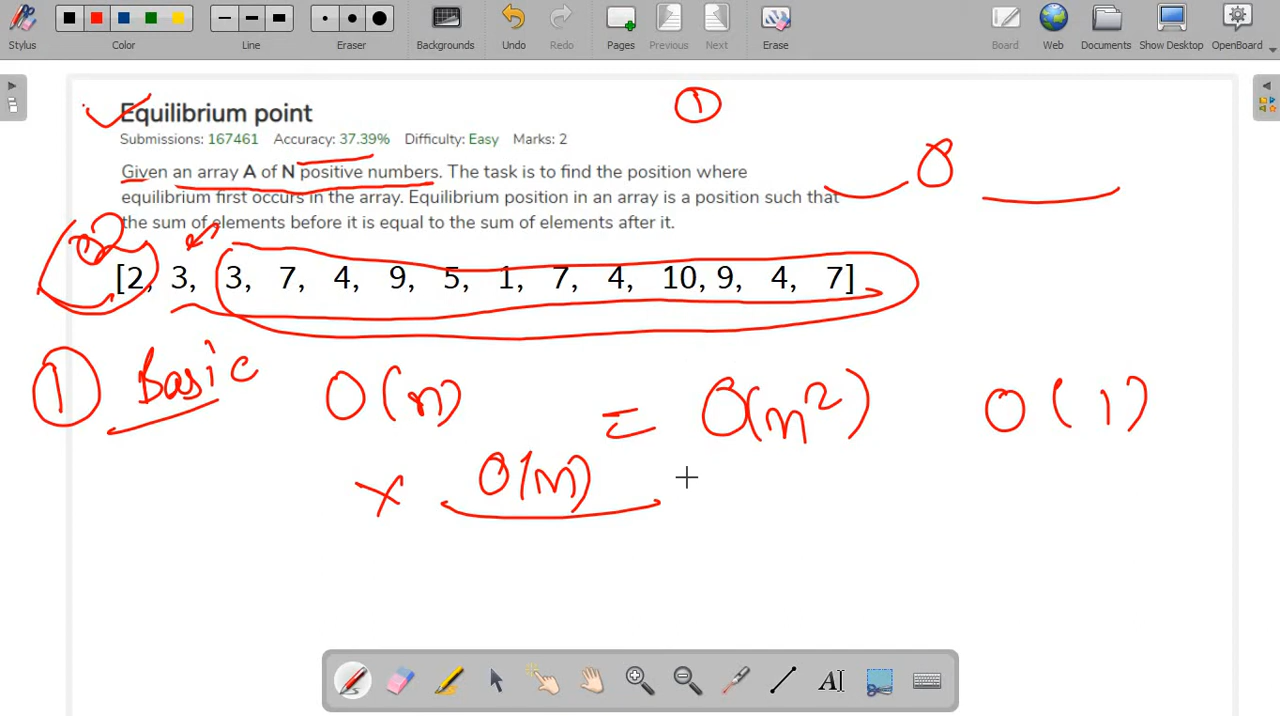 Stylus Color Line Eraser Backgrounds Undo Redo Pages Previous Next Erase Board Web Documents Show Desktop OpenBoard
Equilibrium point
1
Submissions: 167461 Accuracy: 37.39% Difficulty: Easy Marks: 2
Given an array A of N positive numbers. The task is to find the position where
equilibrium first occurs in the array. Equilibrium position in an array is a position such that
the sum of elements before it is equal to the sum of elements after it.
[2, 3, 3, 7, 4, 9, 5, 1, 7, 4, 10, 9, 4, 7]
1 Basic O(n) = O(n²) O(1)
× O(n)
AI